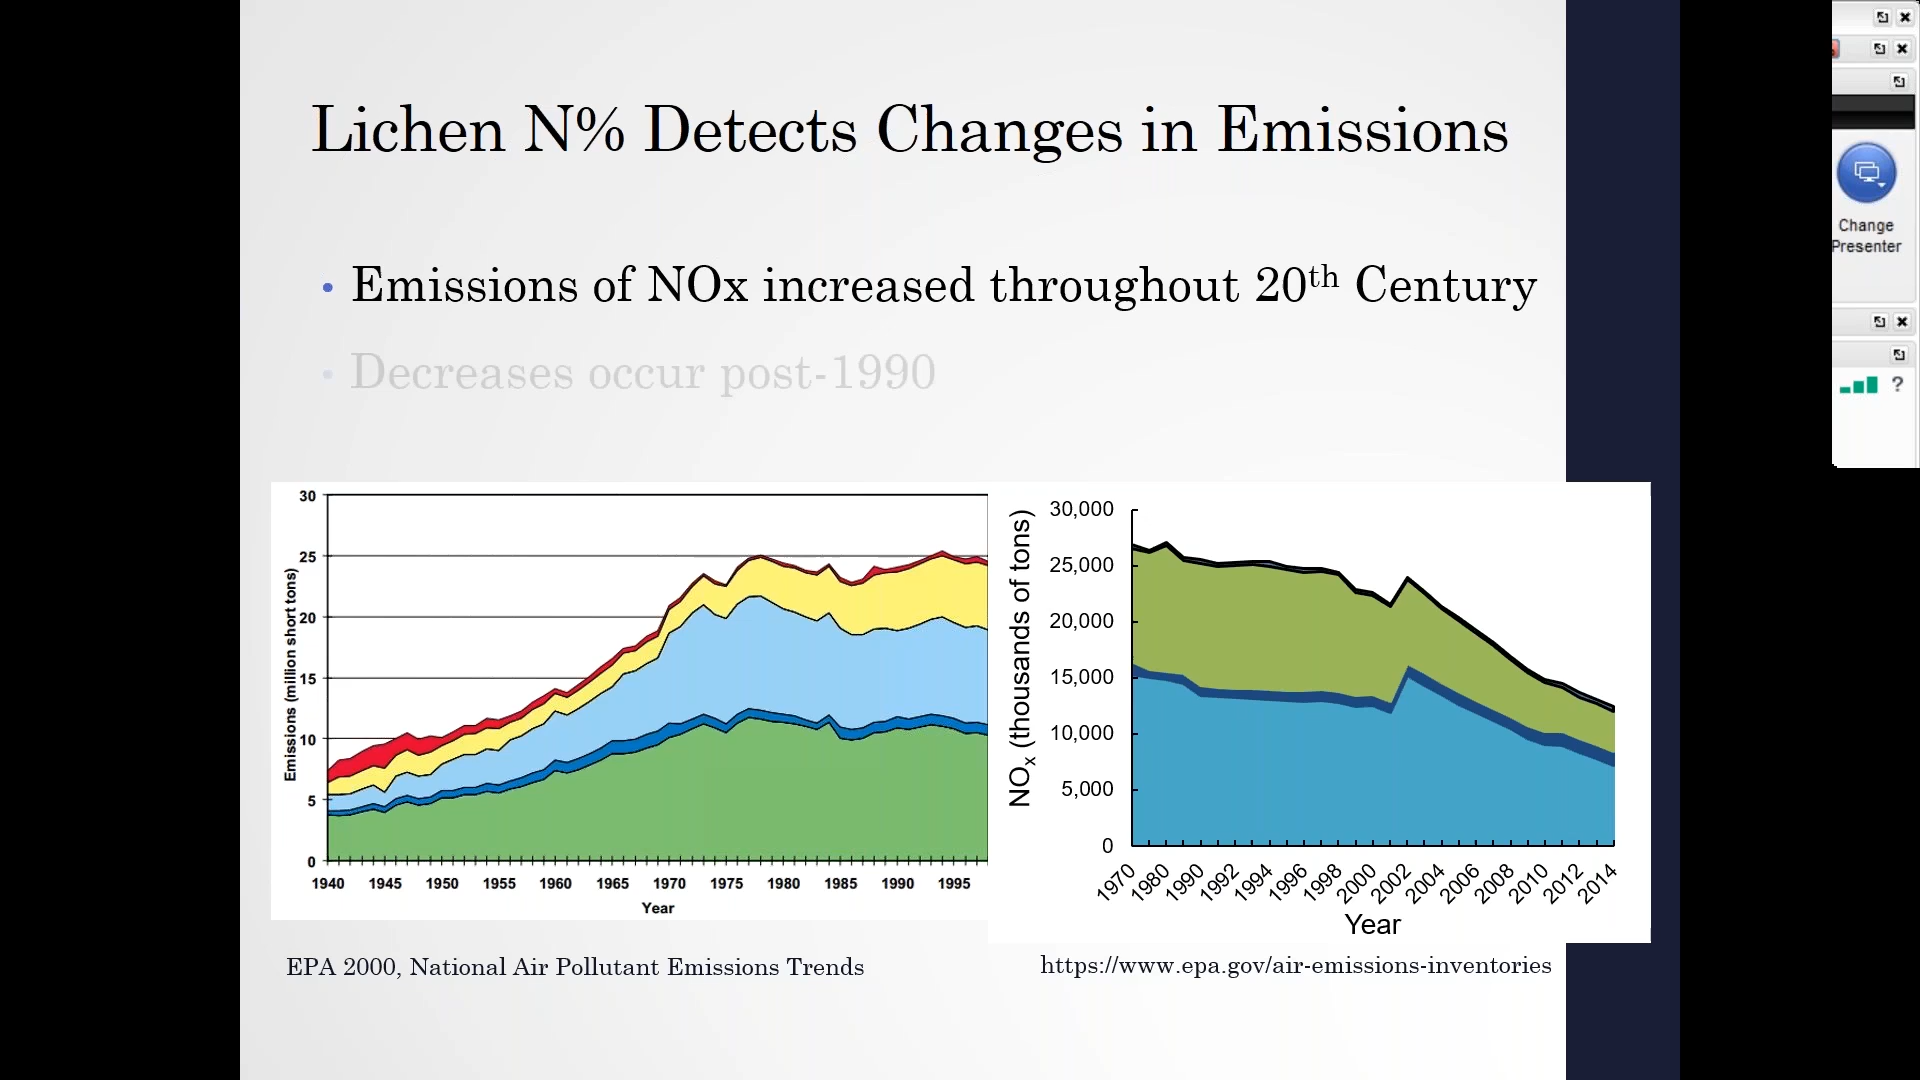 Lichen N% Detects Changes in Emissions
• Emissions of NOx increased throughout 20th Century
• Decreases occur post-1990
30
25
20
15
10
5
0
Emissions (million short tons)
1940 1945 1950 1955 1960 1965 1970 1975 1980 1985 1990 1995
Year
30,000
25,000
20,000
15,000
10,000
5,000
0
NOx (thousands of tons)
1970 1980 1990 1992 1994 1996 1998 2000 2002 2004 2006 2008 2010 2012 2014
Year
EPA 2000, National Air Pollutant Emissions Trends
https://www.epa.gov/air-emissions-inventories
Change
Presenter
?